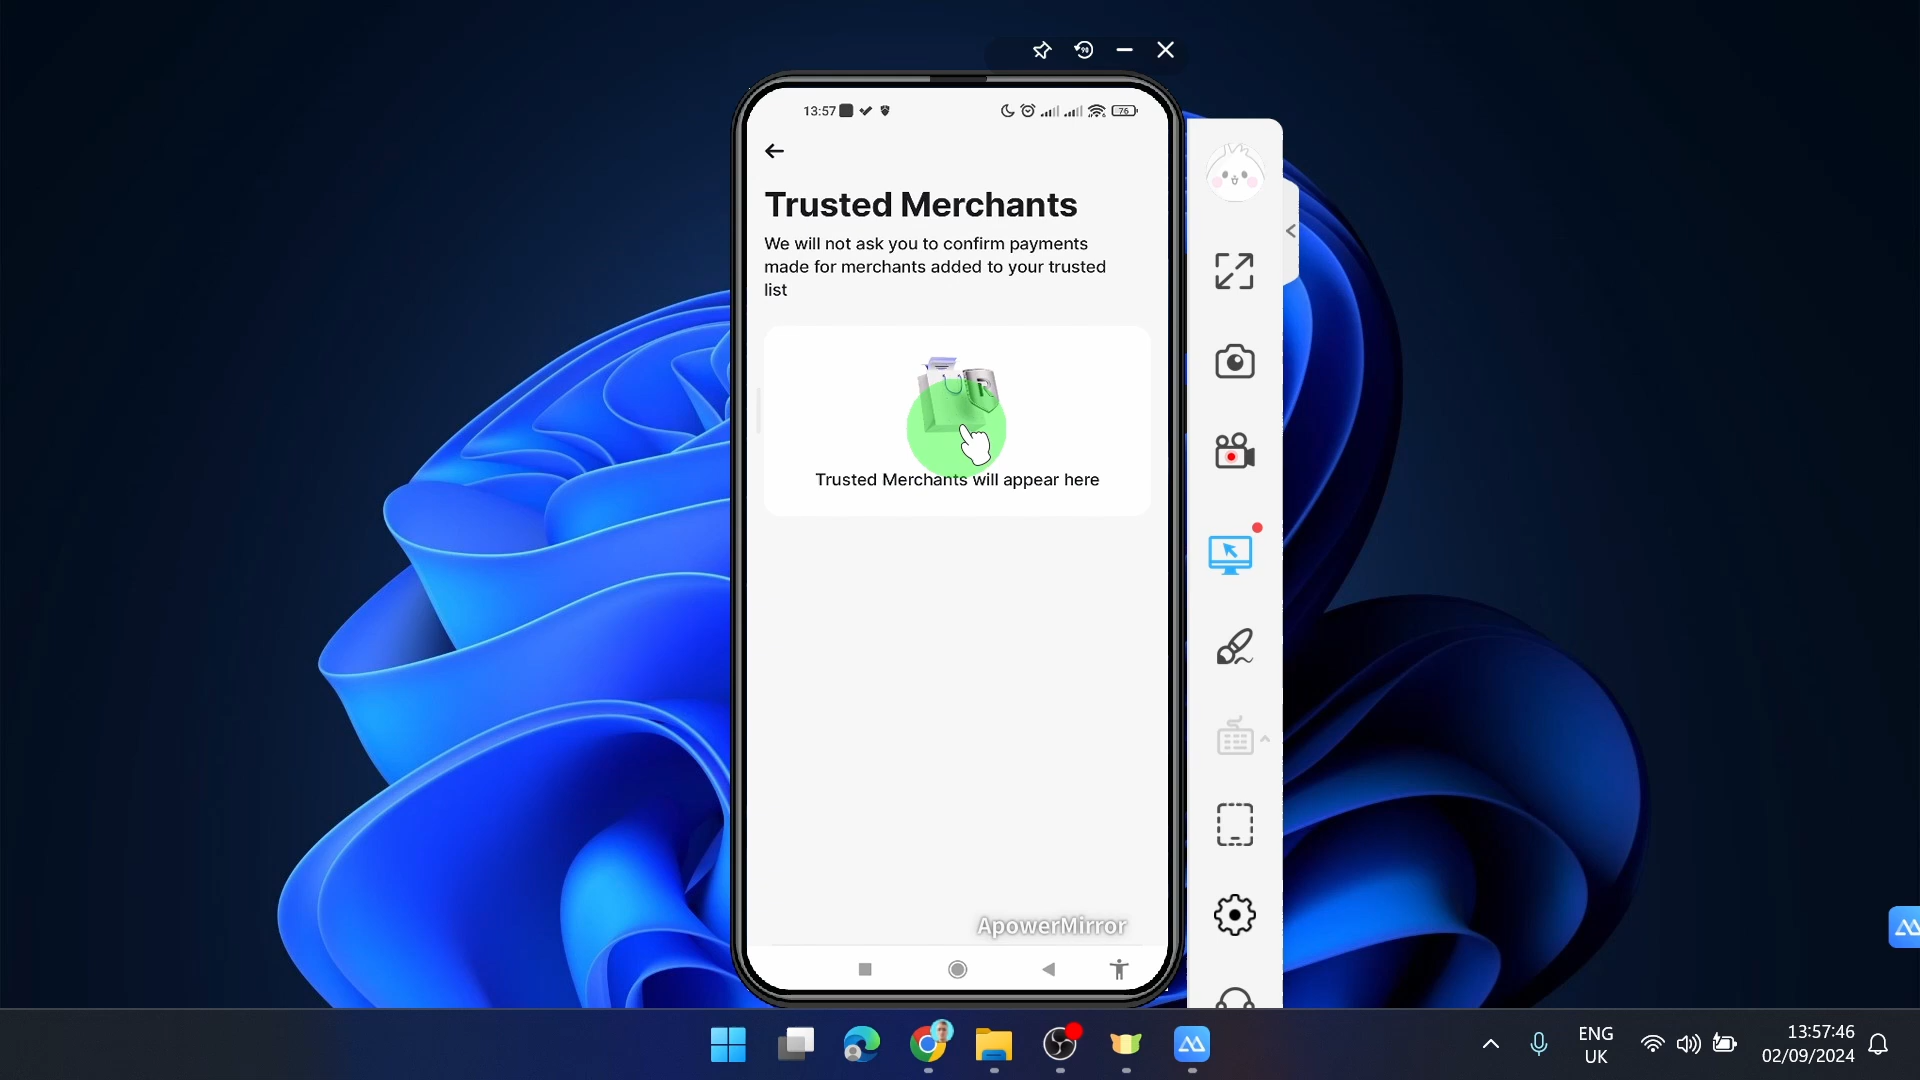 13:57
76
Trusted Merchants
We will not ask you to confirm payments
made for merchants added to your trusted
list
Trusted Merchants will appear here
ApowerMirror
ENG
UK
13:57:46
02/09/2024